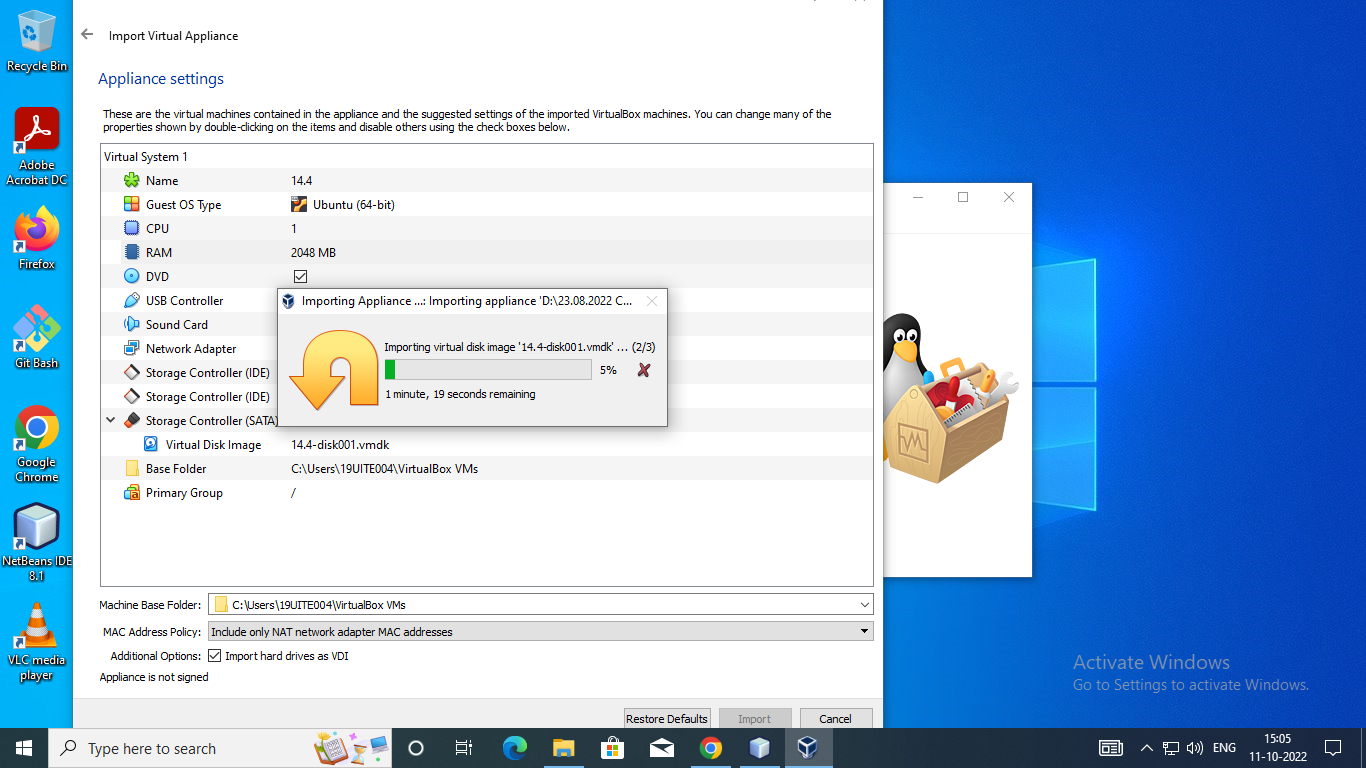 Recycle Bin
Adobe
Acrobat DC
Firefox
Git Bash
Google
Chrome
NetBeans IDE
8.1
VLC media
player
Import Virtual Appliance
Appliance settings
These are the virtual machines contained in the appliance and the suggested settings of the imported VirtualBox machines. You can change many of the
properties shown by double-clicking on the items and disable others using the check boxes below.
Virtual System 1
Name 14.4
Guest OS Type Ubuntu (64-bit)
CPU 1
RAM 2048 MB
DVD
USB Controller
Sound Card
Network Adapter
Storage Controller (IDE)
Storage Controller (IDE)
Storage Controller (SATA)
Virtual Disk Image 14.4-disk001.vmdk
Base Folder C:\Users\19UITE004\VirtualBox VMs
Primary Group /
Importing Appliance ...: Importing appliance 'D:\23.08.2022 C...
Importing virtual disk image '14.4-disk001.vmdk' ... (2/3)
5%
1 minute, 19 seconds remaining
Machine Base Folder: C:\Users\19UITE004\VirtualBox VMs
MAC Address Policy: Include only NAT network adapter MAC addresses
Additional Options: Import hard drives as VDI
Appliance is not signed
Restore Defaults Import Cancel
Activate Windows
Go to Settings to activate Windows.
Type here to search
ENG
15:05
11-10-2022